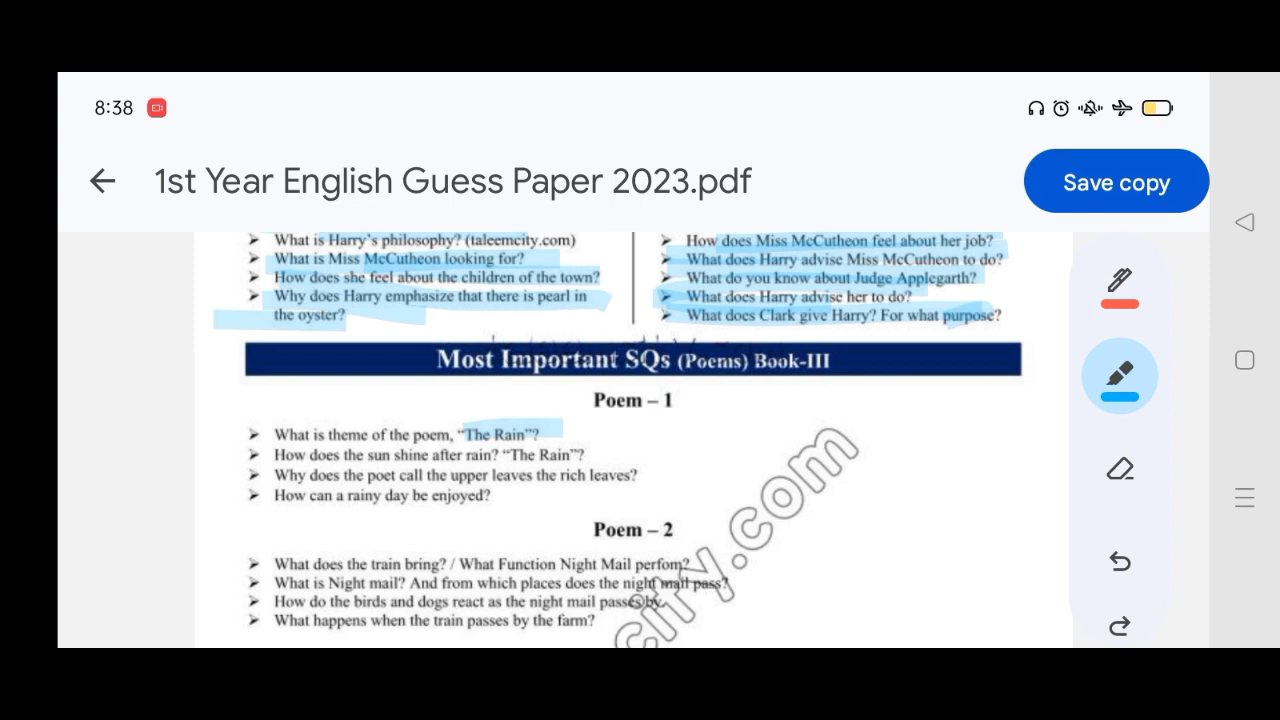 8:38
1st Year English Guess Paper 2023.pdf
Save copy
➤ What is Harry's philosophy? (taleemcity.com)
➤ What is Miss McCutheon looking for?
➤ How does she feel about the children of the town?
➤ Why does Harry emphasize that there is pearl in
the oyster?
➤ How does Miss McCutheon feel about her job?
➤ What does Harry advise Miss McCutheon to do?
➤ What do you know about Judge Applegarth?
➤ What does Harry advise her to do?
➤ What does Clark give Harry? For what purpose?
Most Important SQs (Poems) Book-III
Poem – 1
➤ What is theme of the poem, “The Rain”?
➤ How does the sun shine after rain? “The Rain”?
➤ Why does the poet call the upper leaves the rich leaves?
➤ How can a rainy day be enjoyed?
Poem – 2
➤ What does the train bring? / What Function Night Mail perfom?
➤ What is Night mail? And from which places does the night mail pass?
➤ How do the birds and dogs react as the night mail passes by.
➤ What happens when the train passes by the farm?
city.com